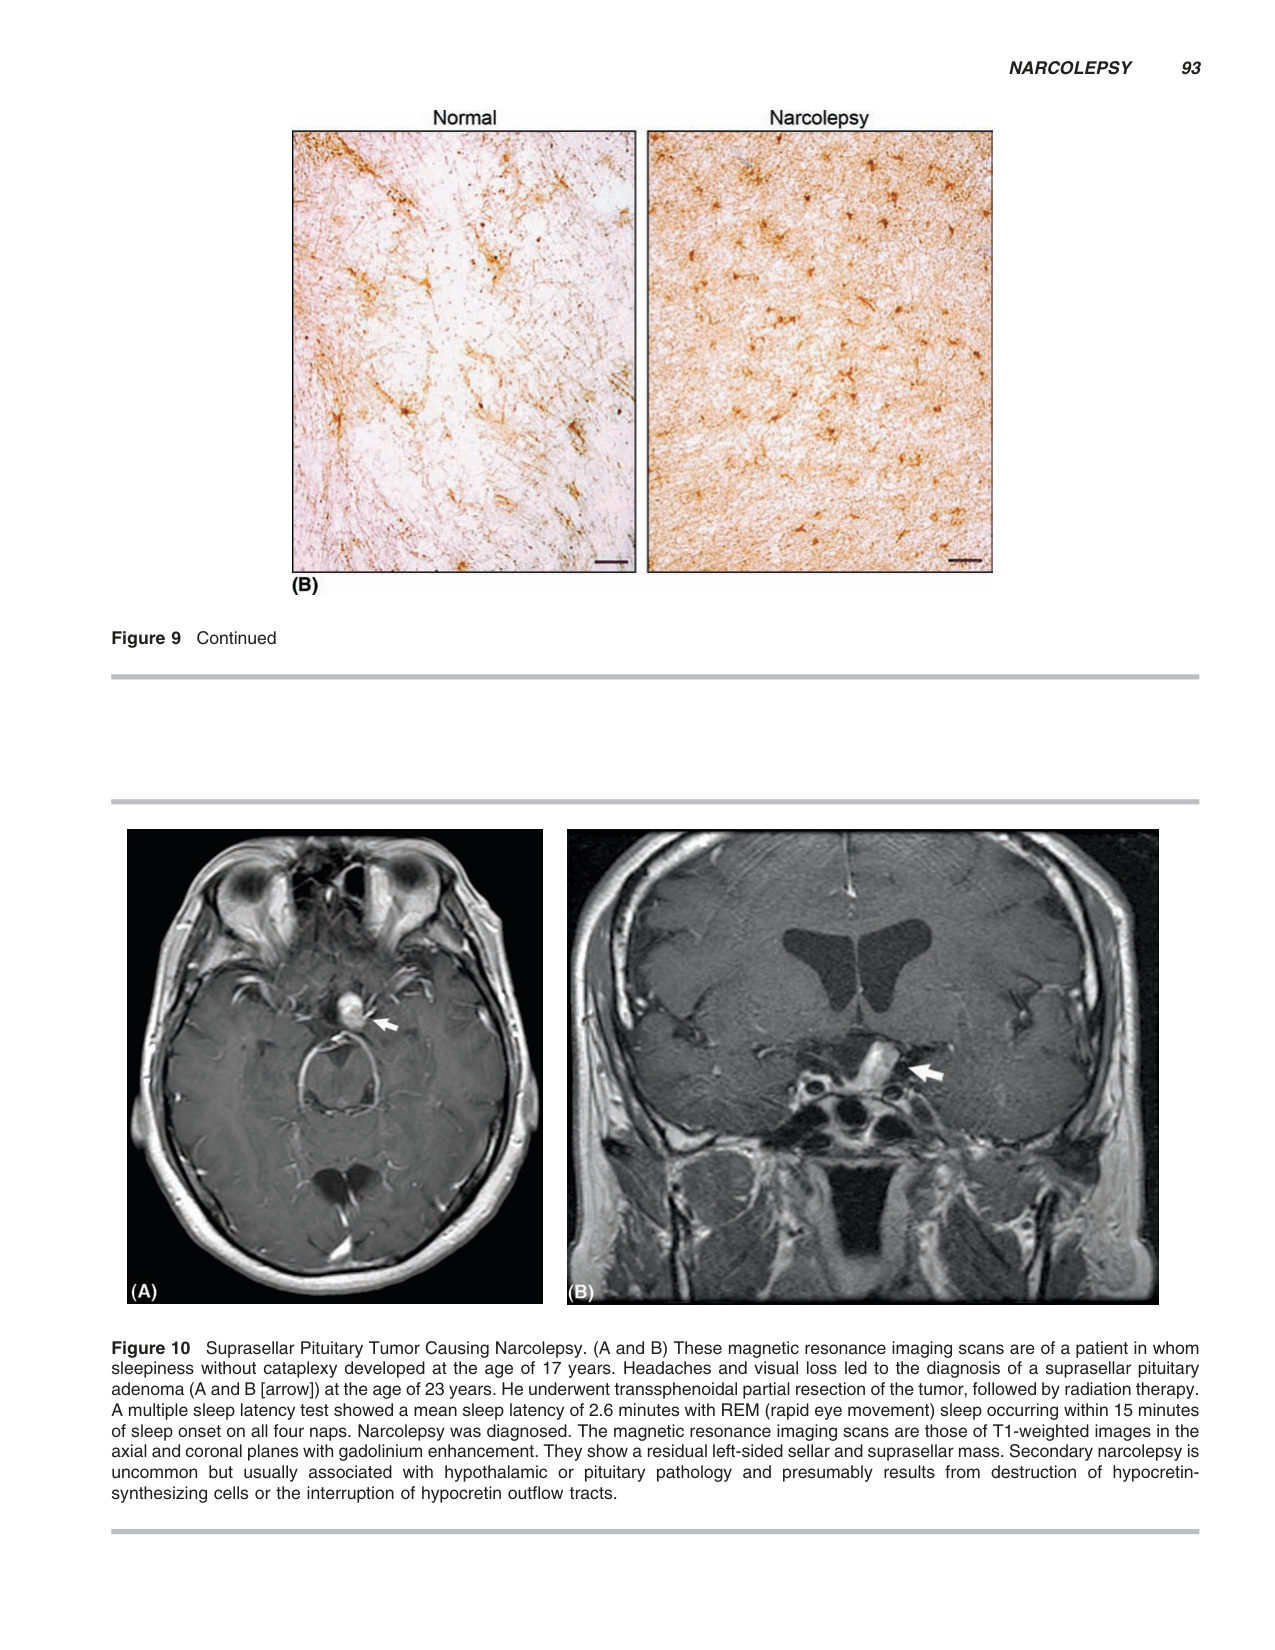 NARCOLEPSY 93
Normal Narcolepsy
(B)
Figure 9 Continued
(A) (B)
Figure 10 Suprasellar Pituitary Tumor Causing Narcolepsy. (A and B) These magnetic resonance imaging scans are of a patient in whom
sleepiness without cataplexy developed at the age of 17 years. Headaches and visual loss led to the diagnosis of a suprasellar pituitary
adenoma (A and B [arrow]) at the age of 23 years. He underwent transsphenoidal partial resection of the tumor, followed by radiation therapy.
A multiple sleep latency test showed a mean sleep latency of 2.6 minutes with REM (rapid eye movement) sleep occurring within 15 minutes
of sleep onset on all four naps. Narcolepsy was diagnosed. The magnetic resonance imaging scans are those of T1-weighted images in the
axial and coronal planes with gadolinium enhancement. They show a residual left-sided sellar and suprasellar mass. Secondary narcolepsy is
uncommon but usually associated with hypothalamic or pituitary pathology and presumably results from destruction of hypocretin-
synthesizing cells or the interruption of hypocretin outflow tracts.